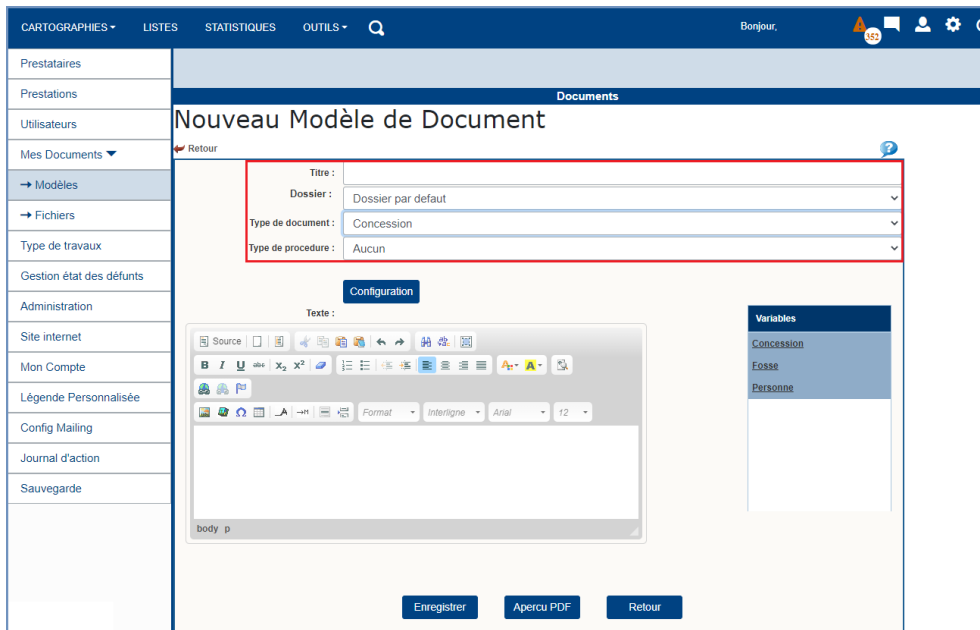 CARTOGRAPHIES LISTES STATISTIQUES OUTILS Bonjour, 352
Prestataires
Prestations
Utilisateurs
Mes Documents
→ Modèles
→ Fichiers
Type de travaux
Gestion état des défunts
Administration
Site internet
Mon Compte
Légende Personnalisée
Config Mailing
Journal d'action
Sauvegarde
Documents
Nouveau Modèle de Document
Retour
Titre :
Dossier : Dossier par defaut
Type de document : Concession
Type de procedure : Aucun
Configuration
Texte :
Source
B I U abc X₂ X²
Format Interligne Arial 12
body p
Variables
Concession
Fosse
Personne
Enregistrer Apercu PDF Retour